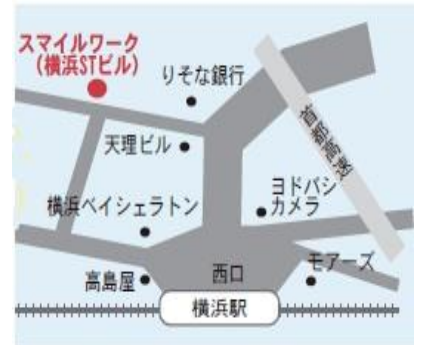 スマイルワーク
(横浜STビル)
りそな銀行
首都高速
天理ビル
ヨドバシ
カメラ
横浜ベイシェラトン
西口
モアーズ
高島屋
横浜駅